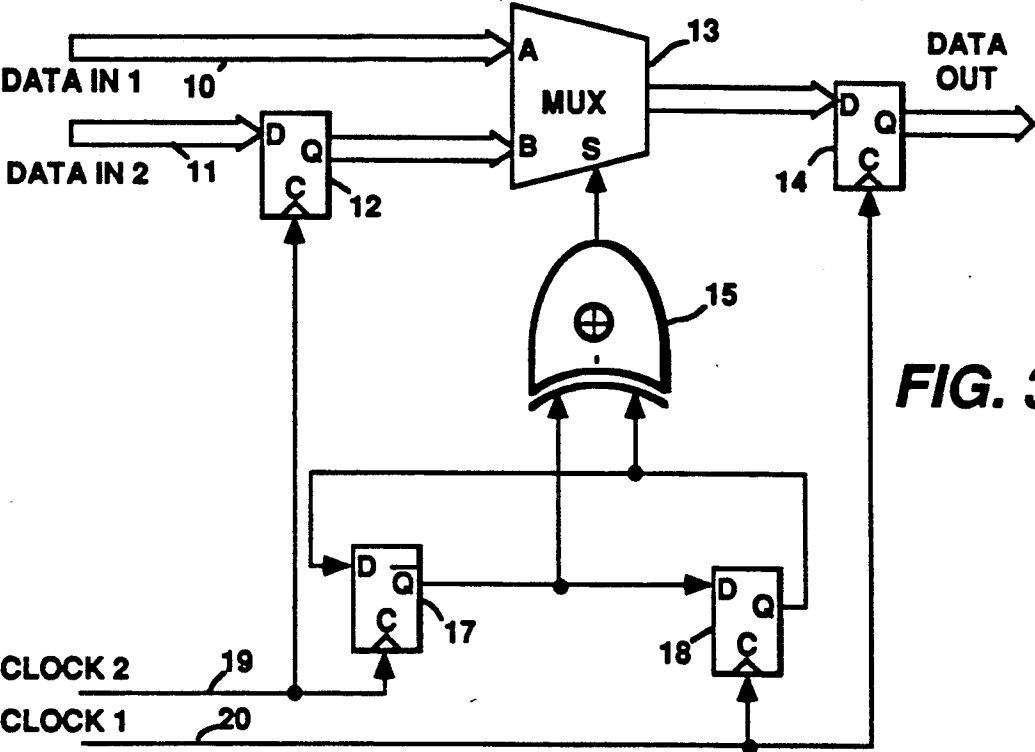 DATA IN 1
10
A
MUX
13
DATA
OUT
DATA IN 2
11
D
Q
C
12
B
S
D
Q
C
14
15
FIG. 3
D
Q
C
17
D
Q
C
18
CLOCK 2
19
CLOCK 1
20